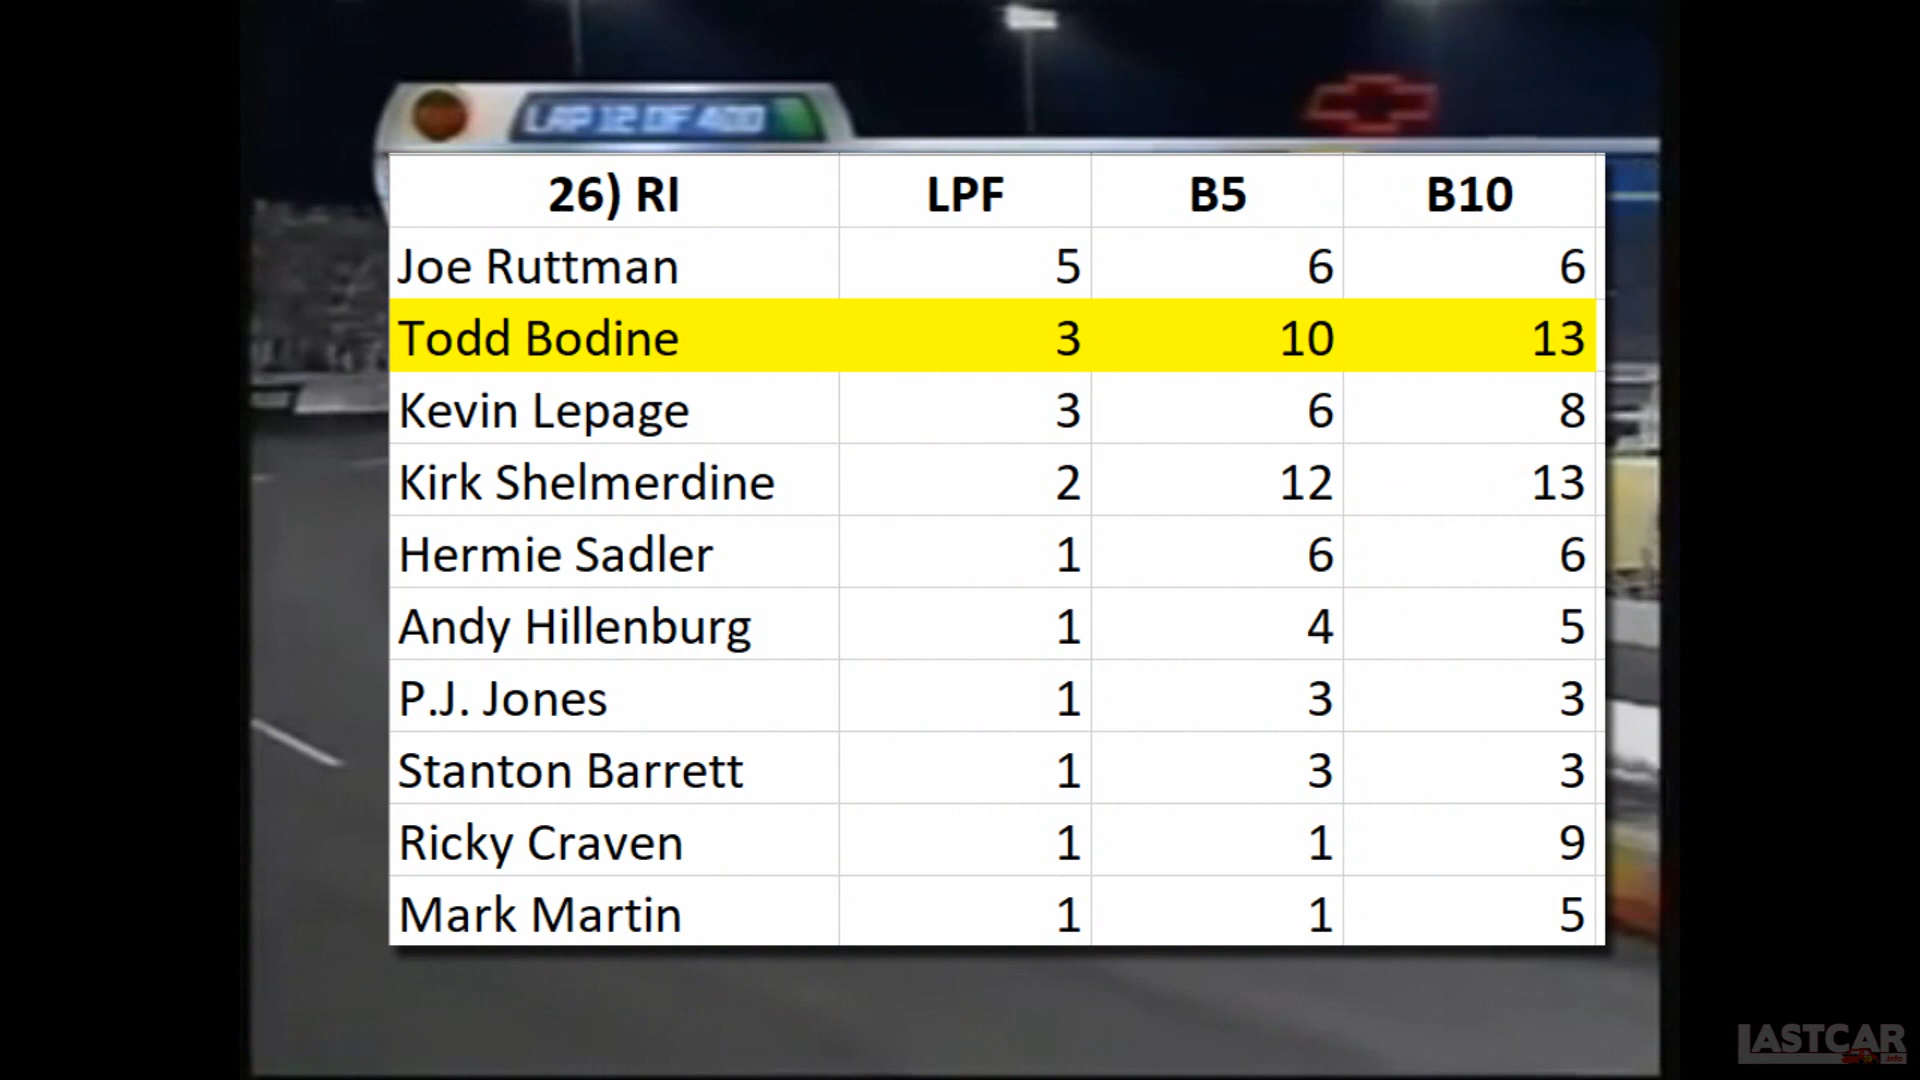 LAP 12 OF 400
26) RI LPF B5 B10
Joe Ruttman 5 6 6
Todd Bodine 3 10 13
Kevin Lepage 3 6 8
Kirk Shelmerdine 2 12 13
Hermie Sadler 1 6 6
Andy Hillenburg 1 4 5
P.J. Jones 1 3 3
Stanton Barrett 1 3 3
Ricky Craven 1 1 9
Mark Martin 1 1 5
LASTCAR
.info